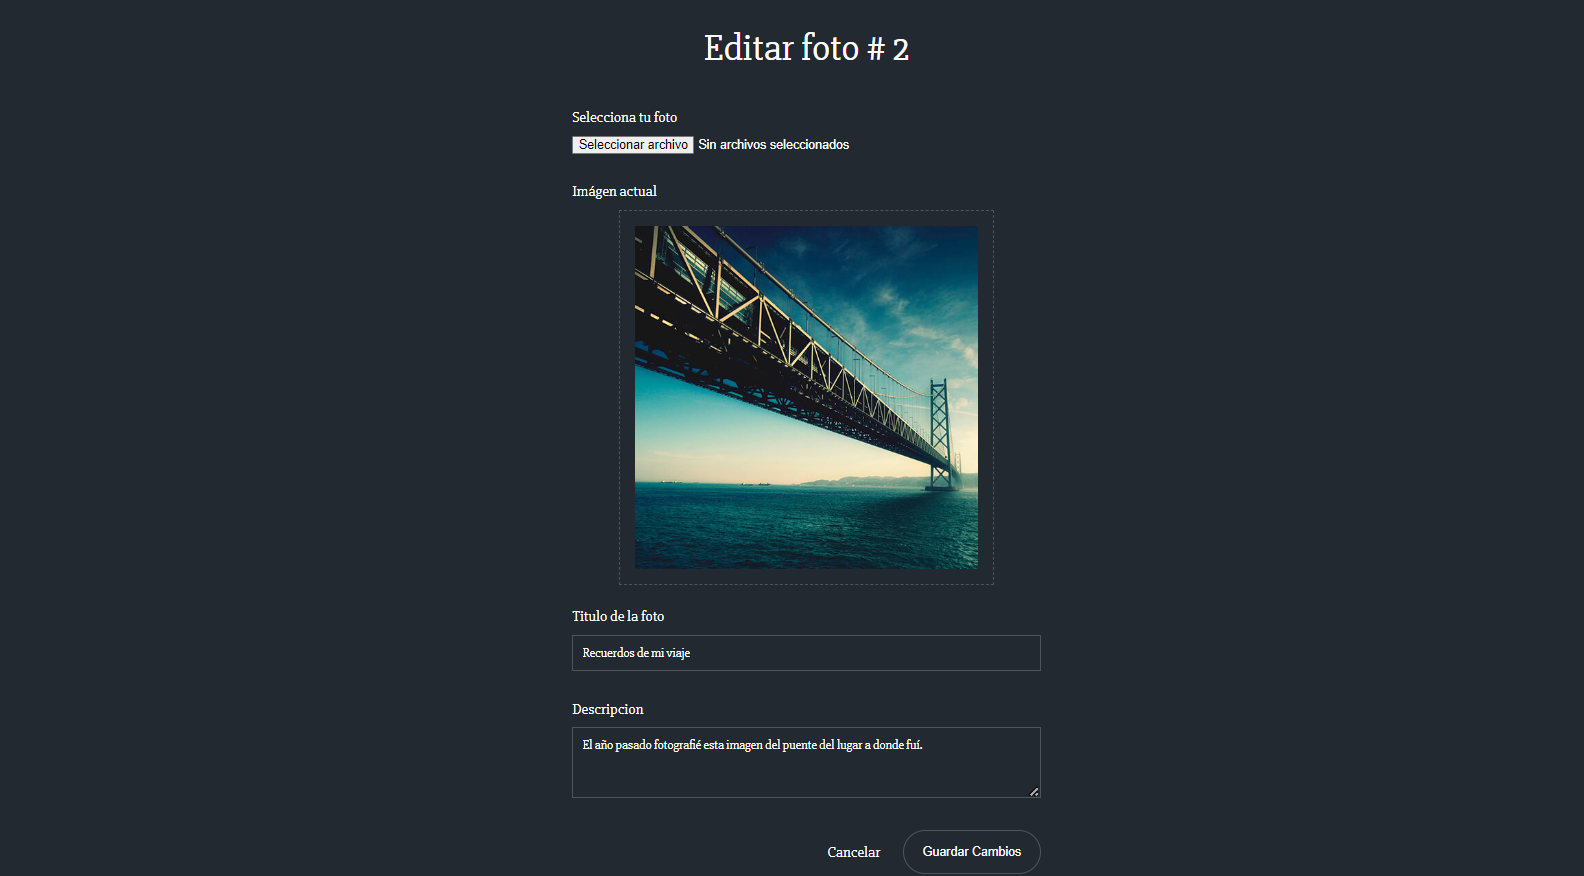 Editar foto # 2
Selecciona tu foto
Seleccionar archivo Sin archivos seleccionados
Imágen actual
Titulo de la foto
Recuerdos de mi viaje
Descripcion
El año pasado fotografié esta imagen del puente del lugar a donde fuí.
Cancelar Guardar Cambios